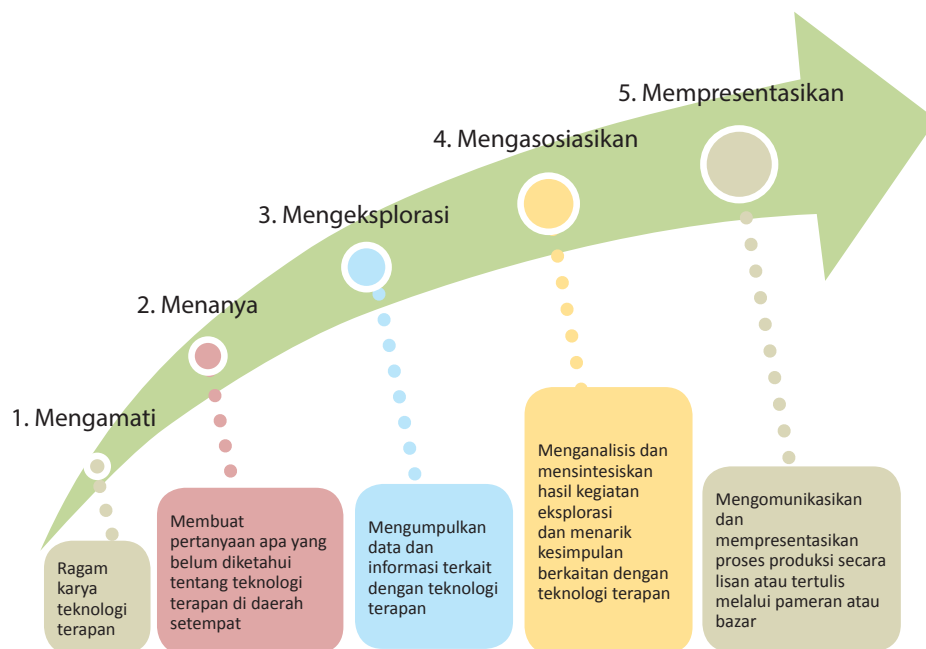 1. Mengamati
Ragam
karya
teknologi
terapan
2. Menanya
Membuat
pertanyaan apa yang
belum diketahui
tentang teknologi
terapan di daerah
setempat
3. Mengeksplorasi
Mengumpulkan
data dan
informasi terkait
dengan teknologi
terapan
4. Mengasosiasikan
Menganalisis dan
mensintesiskan
hasil kegiatan
eksplorasi
dan menarik
kesimpulan
berkaitan dengan
teknologi terapan
5. Mempresentasikan
Mengomunikasikan
dan
mempresentasikan
proses produksi secara
lisan atau tertulis
melalui pameran atau
bazar